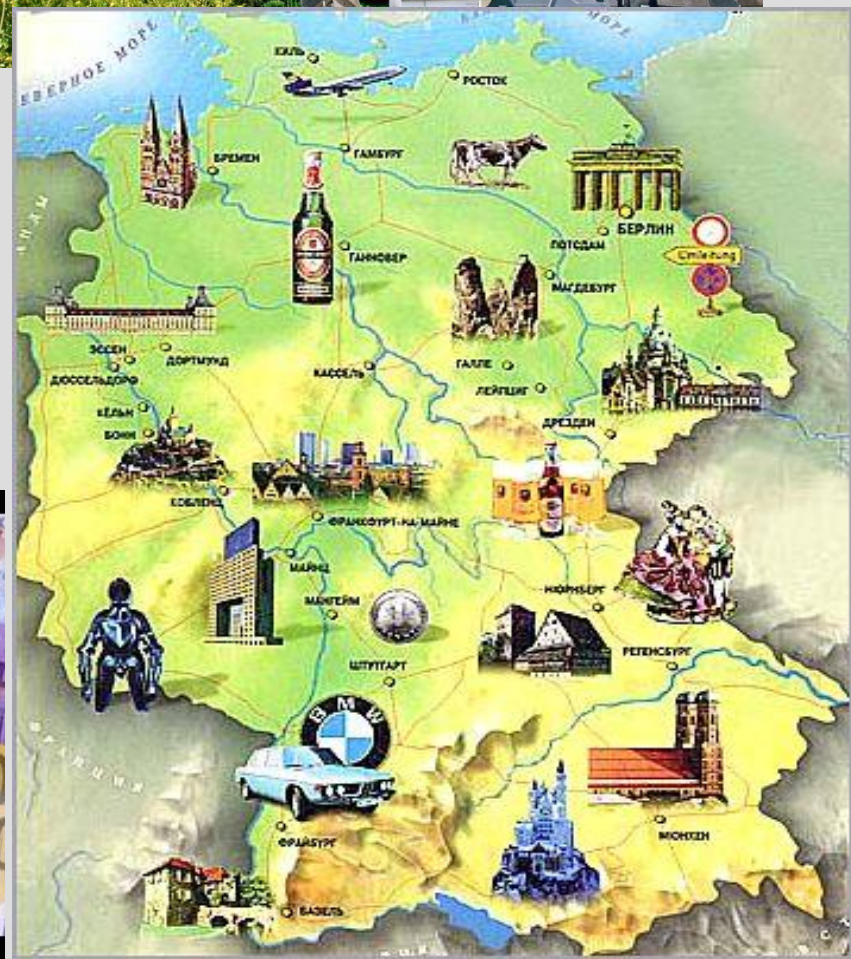 СЕВЕРНОЕ МОРЕ
МОРЕ
КИЛЬ
РОСТОК
БРЕМЕН
ГАМБУРГ
БЕРЛИН
ПОТСДАМ
ГАННОВЕР
Umleitung
МАГДЕБУРГ
ЭССЕН
ДОРТМУНД
ДЮССЕЛЬДОРФ
КАССЕЛЬ
ГАЛЛЕ
ЛЕЙПЦИГ
КЁЛЬН
БОНН
ДРЕЗДЕН
КОБЛЕНЦ
ФРАНКФУРТ-НА-МАЙНЕ
МАЙНЦ
МАНГЕЙМ
НЮРНБЕРГ
ШТУТГАРТ
РЕГЕНСБУРГ
BMW
ФРАНЦИЯ
ФРАЙБУРГ
МЮНХЕН
БАЗЕЛЬ